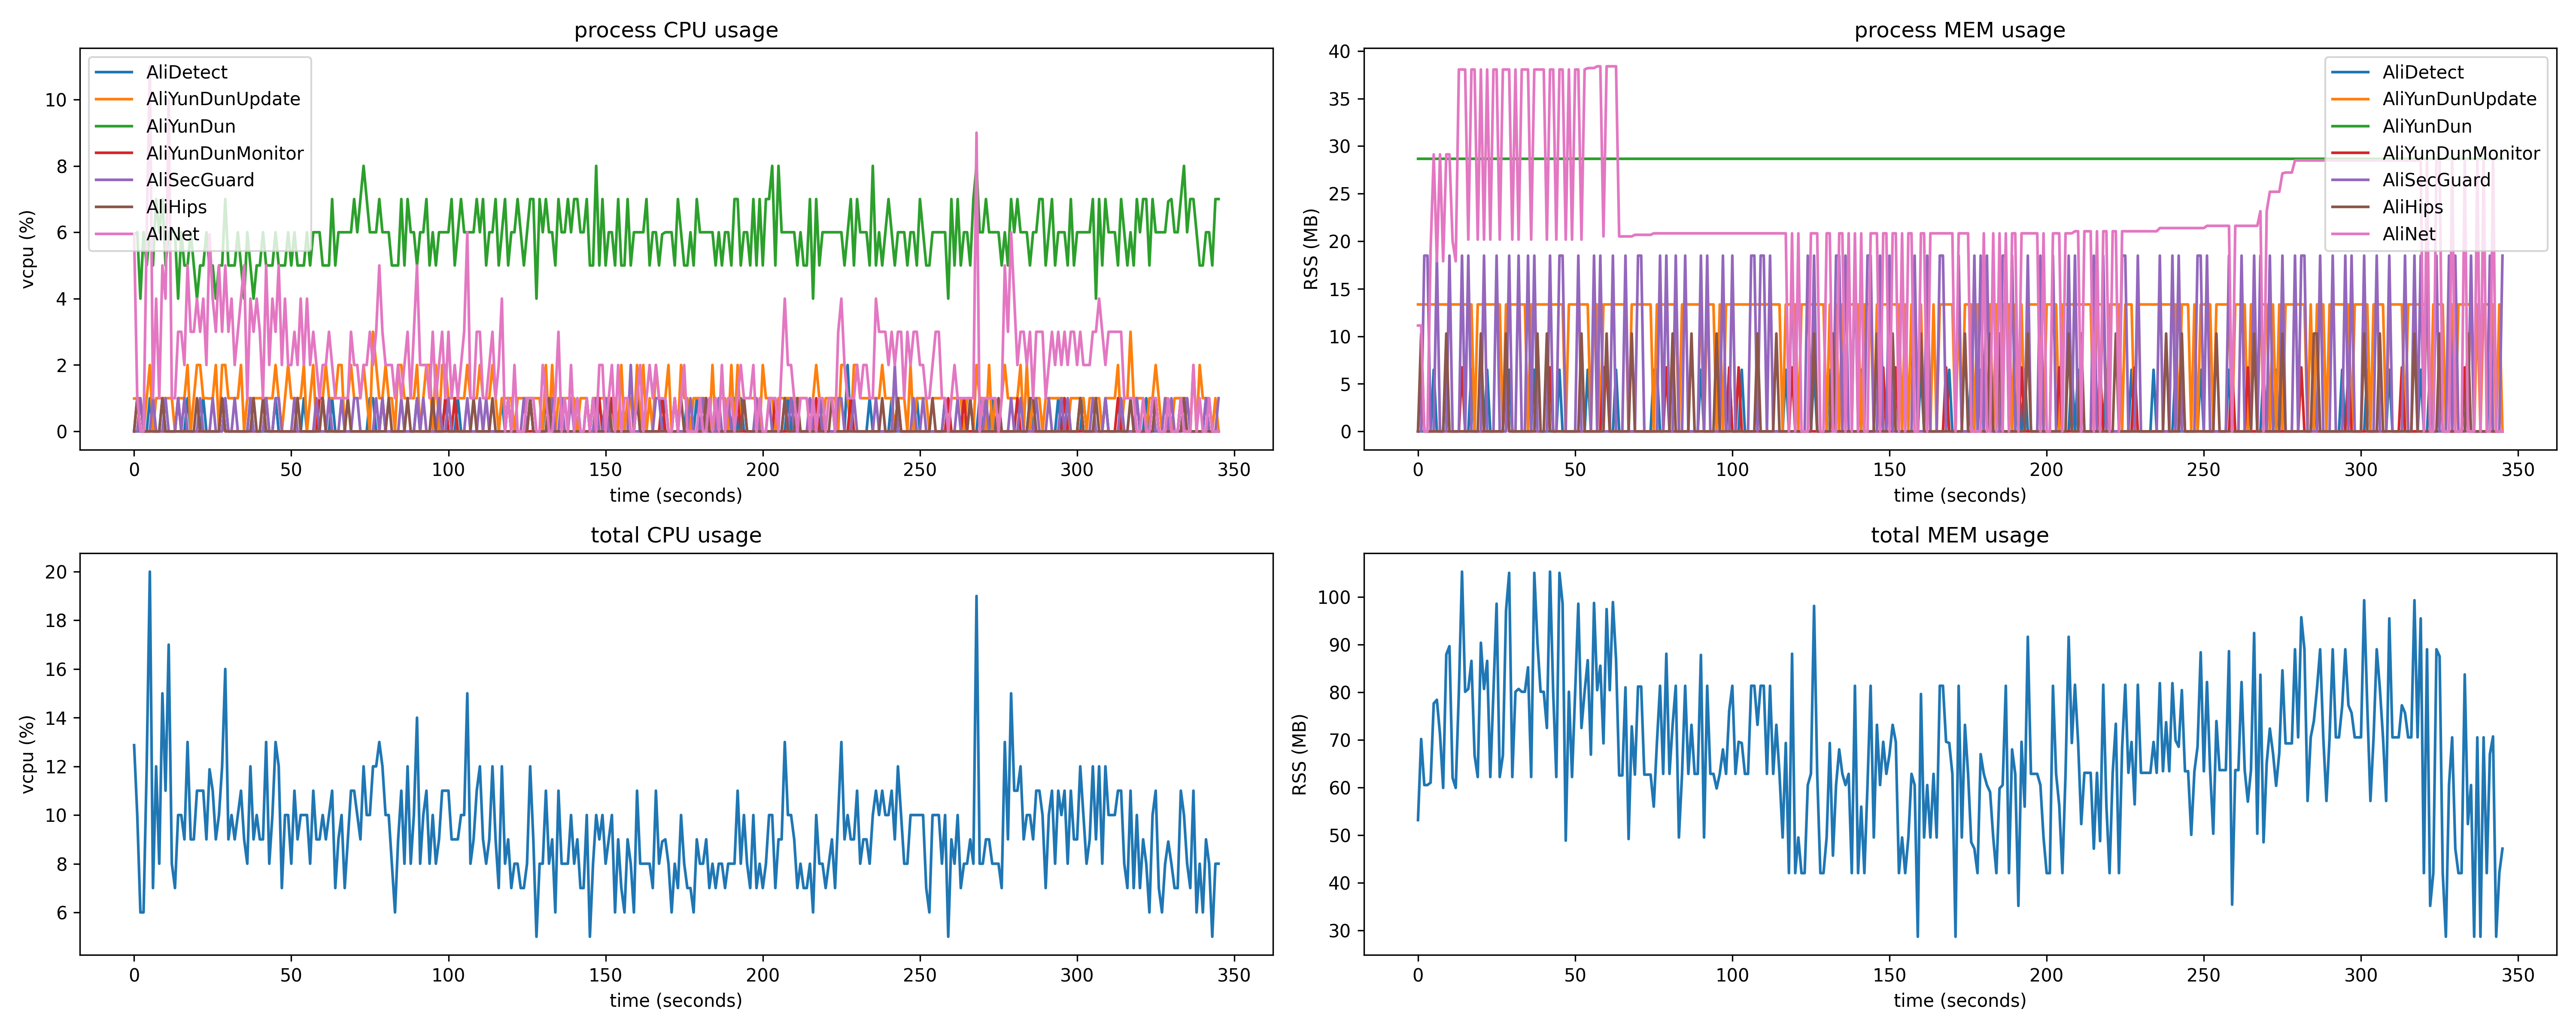 process CPU usage
AliDetect
AliYunDunUpdate
AliYunDun
AliYunDunMonitor
AliSecGuard
AliHips
AliNet
vcpu (%)
10
8
6
4
2
0
0 50 100 150 200 250 300 350
time (seconds)
process MEM usage
AliDetect
AliYunDunUpdate
AliYunDun
AliYunDunMonitor
AliSecGuard
AliHips
AliNet
RSS (MB)
40
35
30
25
20
15
10
5
0
0 50 100 150 200 250 300 350
time (seconds)
total CPU usage
vcpu (%)
20
18
16
14
12
10
8
6
0 50 100 150 200 250 300 350
time (seconds)
total MEM usage
RSS (MB)
100
90
80
70
60
50
40
30
0 50 100 150 200 250 300 350
time (seconds)